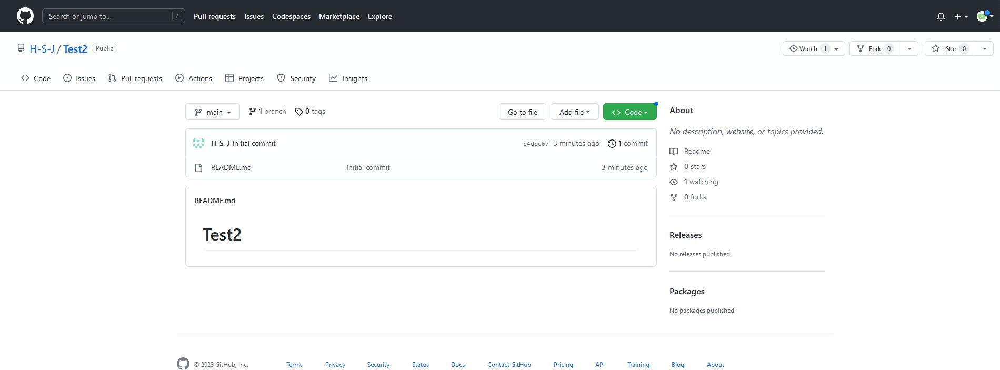 Search or jump to... / Pull requests Issues Codespaces Marketplace Explore
H-S-J / Test2 Public Watch 1 Fork 0 Star 0
Code Issues Pull requests Actions Projects Security Insights
main 1 branch 0 tags Go to file Add file Code
H-S-J Initial commit b4dbe67 3 minutes ago 1 commit
README.md Initial commit 3 minutes ago
README.md
Test2
About
No description, website, or topics provided.
Readme
0 stars
1 watching
0 forks
Releases
No releases published
Packages
No packages published
© 2023 GitHub, Inc. Terms Privacy Security Status Docs Contact GitHub Pricing API Training Blog About